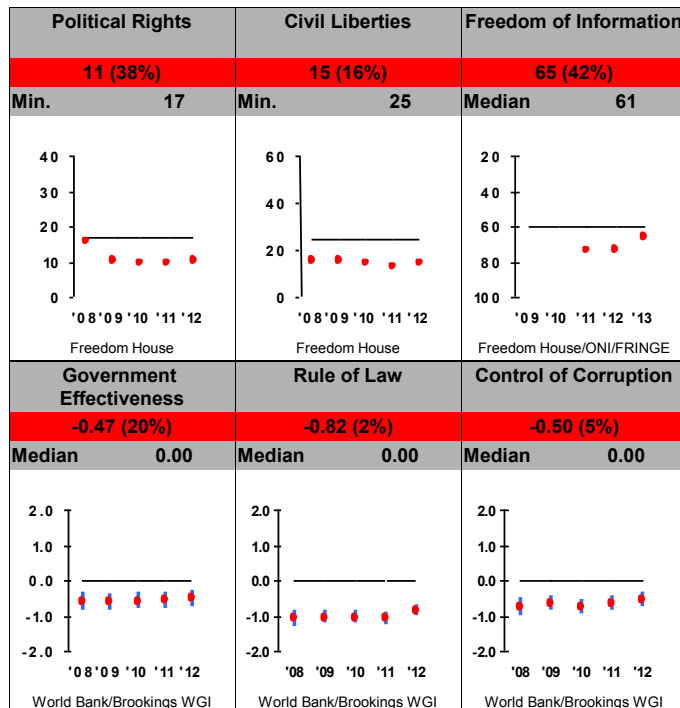 Political Rights
11 (38%)
Min. 17
40
30
20
10
0
'08 '09 '10 '11 '12
Freedom House
Civil Liberties
15 (16%)
Min. 25
60
40
20
0
'08 '09 '10 '11 '12
Freedom House
Freedom of Information
65 (42%)
Median 61
20
40
60
80
100
'09 '10 '11 '12 '13
Freedom House/ONI/FRINGE
Government
Effectiveness
-0.47 (20%)
Median 0.00
2.0
1.0
0.0
-1.0
-2.0
'08 '09 '10 '11 '12
World Bank/Brookings WGI
Rule of Law
-0.82 (2%)
Median 0.00
2.0
1.0
0.0
-1.0
-2.0
'08 '09 '10 '11 '12
World Bank/Brookings WGI
Control of Corruption
-0.50 (5%)
Median 0.00
2.0
1.0
0.0
-1.0
-2.0
'08 '09 '10 '11 '12
World Bank/Brookings WGI